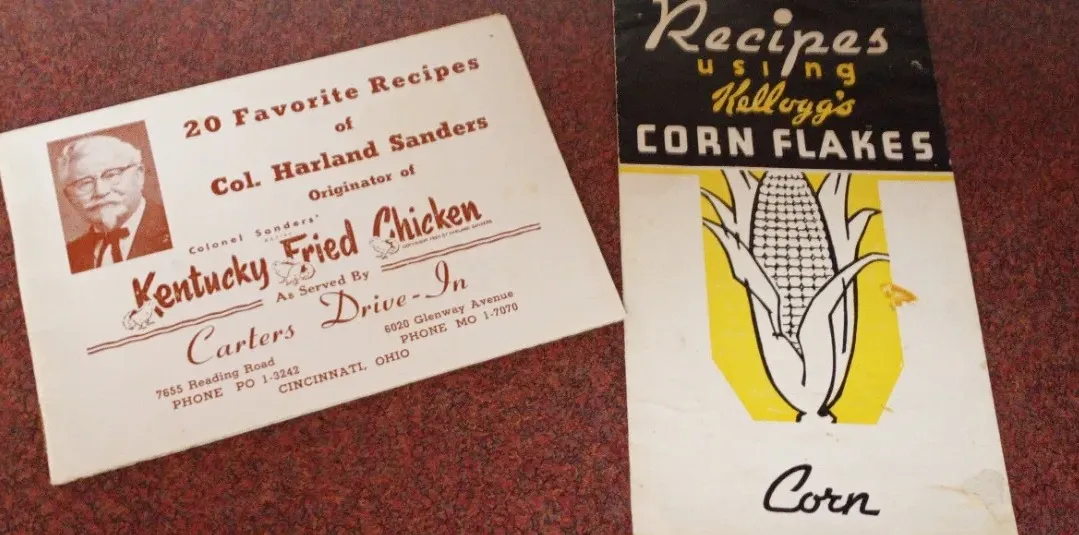 20 Favorite Recipes
of
Col. Harland Sanders
Originator of
Colonel Sanders'
Kentucky Fried Chicken
As Served By
Carters Drive-In
7655 Reading Road
PHONE PO 1-3242
6020 Glenway Avenue
PHONE MO 1-7070
CINCINNATI, OHIO
Recipes
using
Kellogg's
CORN FLAKES
Corn